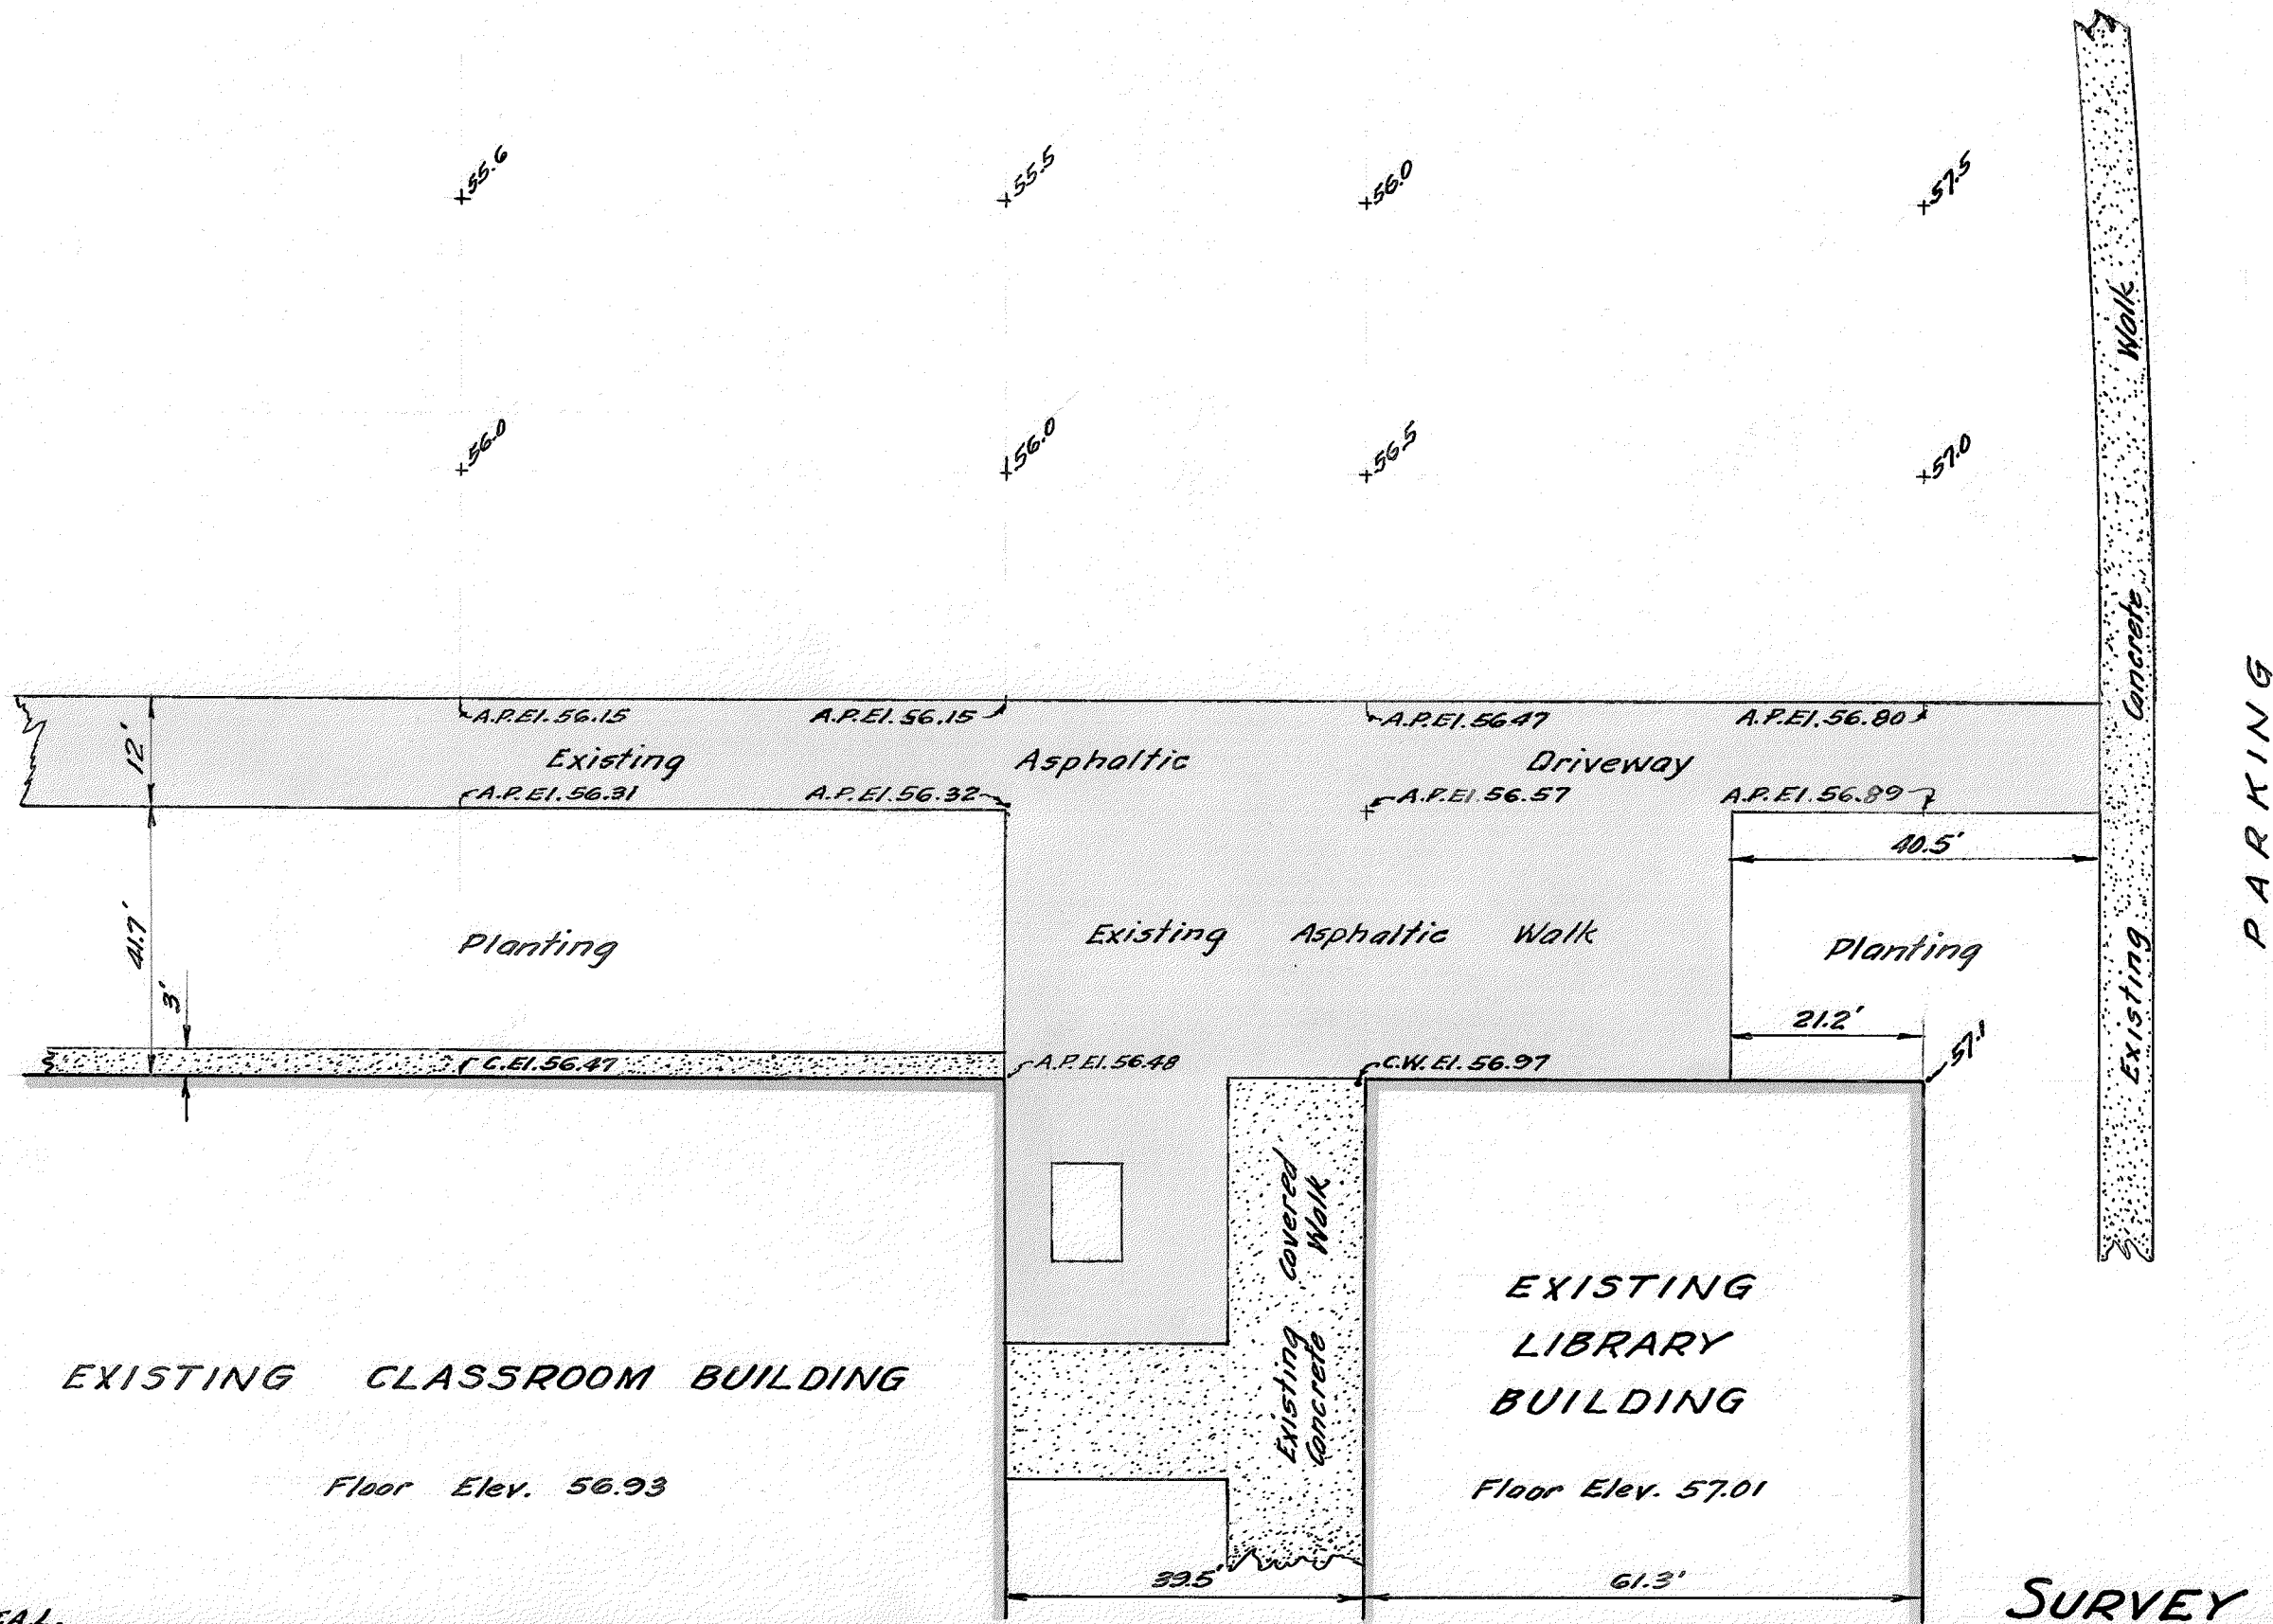 55.6
55.5
56.0
57.5
56.0
56.0
56.5
57.0
Existing Concrete Walk
PARKING
A.P.El.56.15
A.P.El.56.15
A.P.El.56.47
A.P.El.56.80
12'
Existing Asphaltic Driveway
A.P.El.56.31
A.P.El.56.32
A.P.El.56.57
A.P.El.56.89
40.5'
41.7'
Planting
Existing Asphaltic Walk
Planting
3'
21.2'
57.1
C.El.56.47
A.P.El.56.48
C.W.El.56.97
Existing Covered
Concrete Walk
EXISTING
LIBRARY
BUILDING
Floor Elev. 57.01
EXISTING CLASSROOM BUILDING
Floor Elev. 56.93
39.5'
61.3'
SURVEY